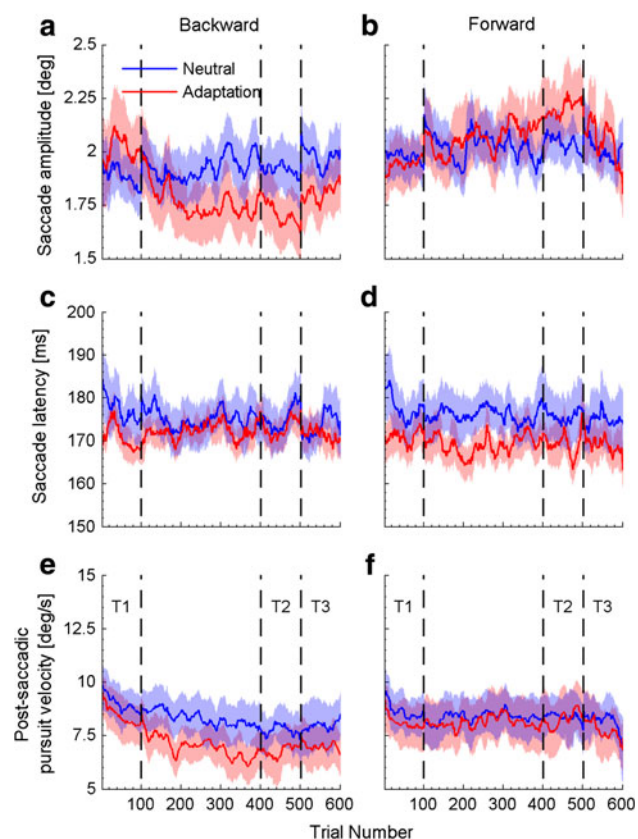 Backward
Forward
a
b
Saccade amplitude [deg]
2.5
2.25
2
1.75
1.5
Neutral
Adaptation
c
d
Saccade latency [ms]
200
190
180
170
160
150
e
f
Post-saccadic
pursuit velocity [deg/s]
15
12.5
10
7.5
5
T1
T2
T3
T1
T2
T3
100 200 300 400 500 600
100 200 300 400 500 600
Trial Number